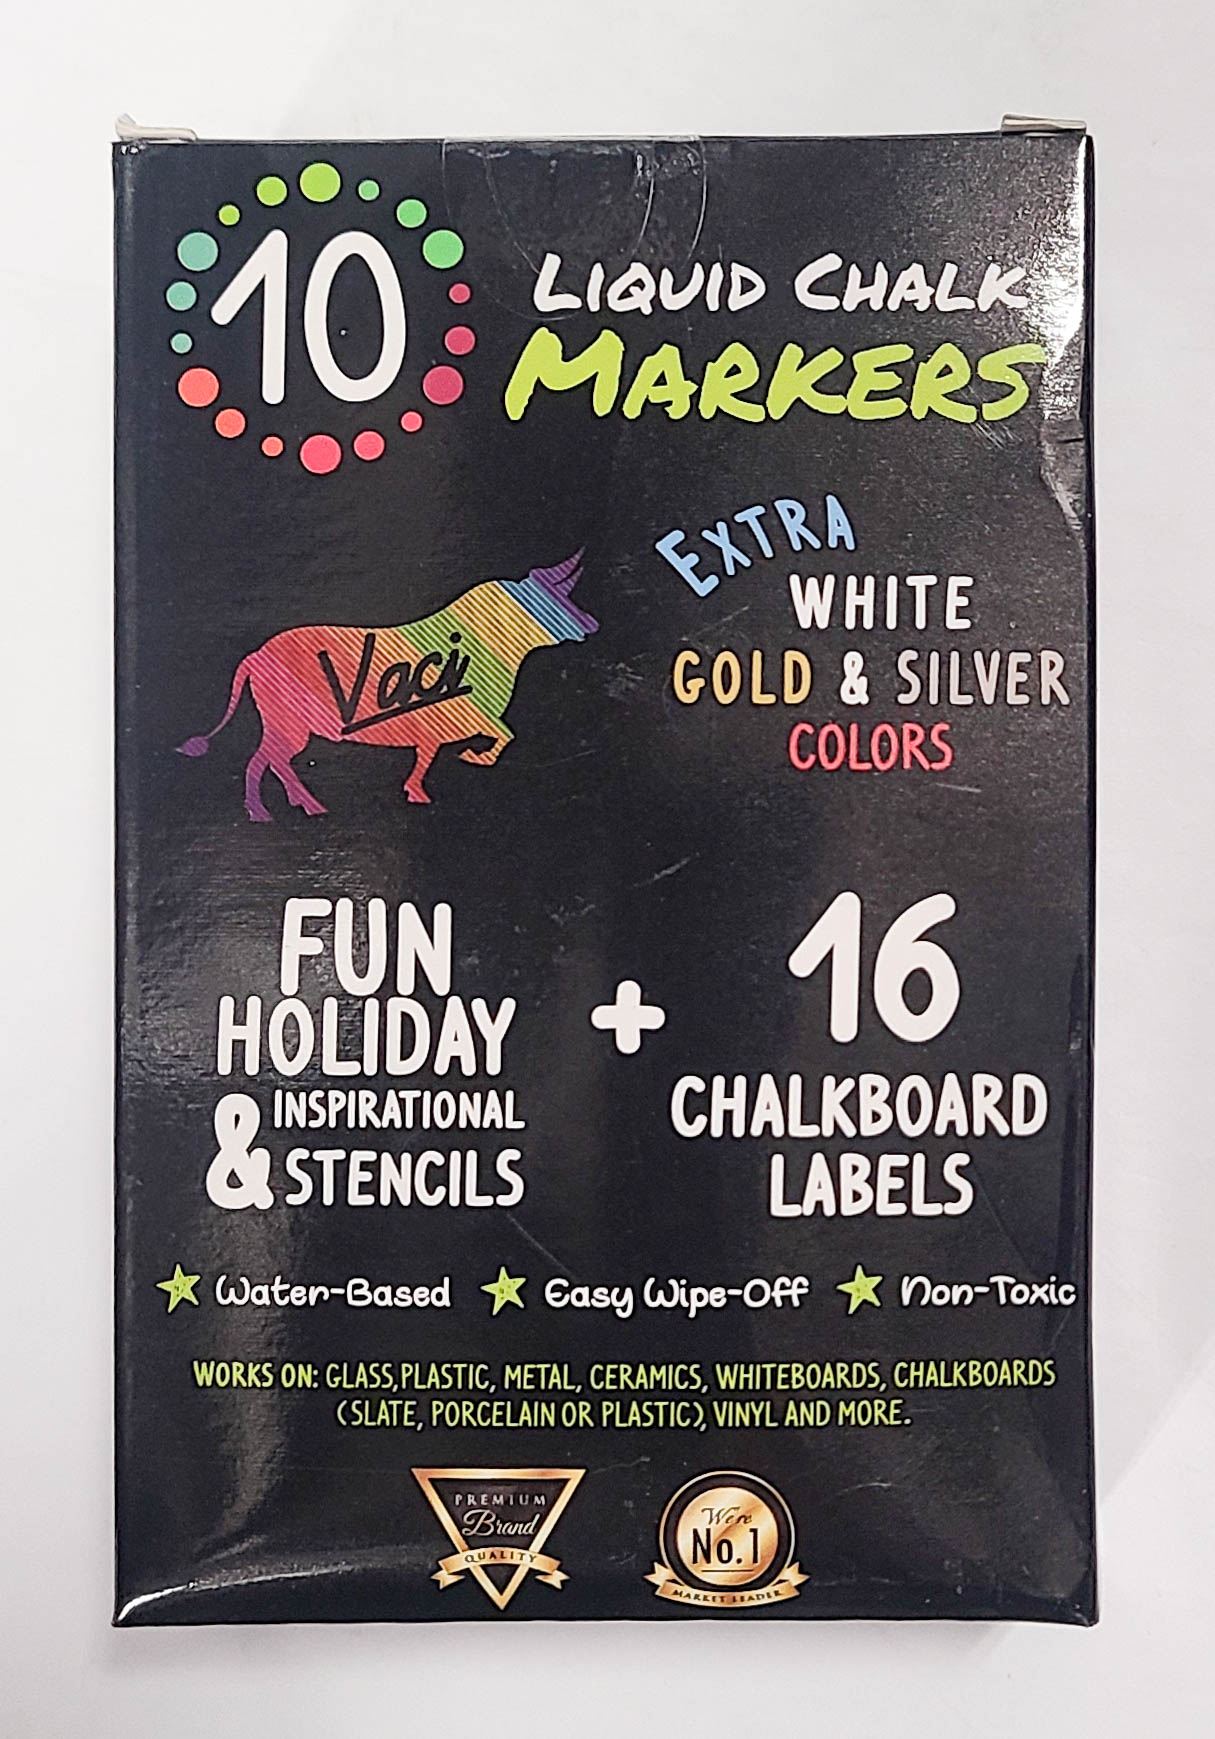 10
LIQUID CHALK
MARKERS
EXTRA
WHITE
GOLD & SILVER
COLORS
Vaci
FUN
HOLIDAY
& INSPIRATIONAL
STENCILS
+
16
CHALKBOARD
LABELS
Water-Based Easy Wipe-Off Non-Toxic
WORKS ON: GLASS,PLASTIC, METAL, CERAMICS, WHITEBOARDS, CHALKBOARDS
(SLATE, PORCELAIN OR PLASTIC), VINYL AND MORE.
PREMIUM
Brand
QUALITY
We're
No.1
MARKET LEADER